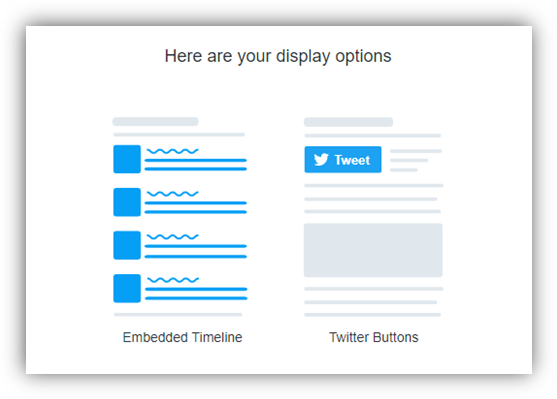 Here are your display options
Tweet
Embedded Timeline
Twitter Buttons